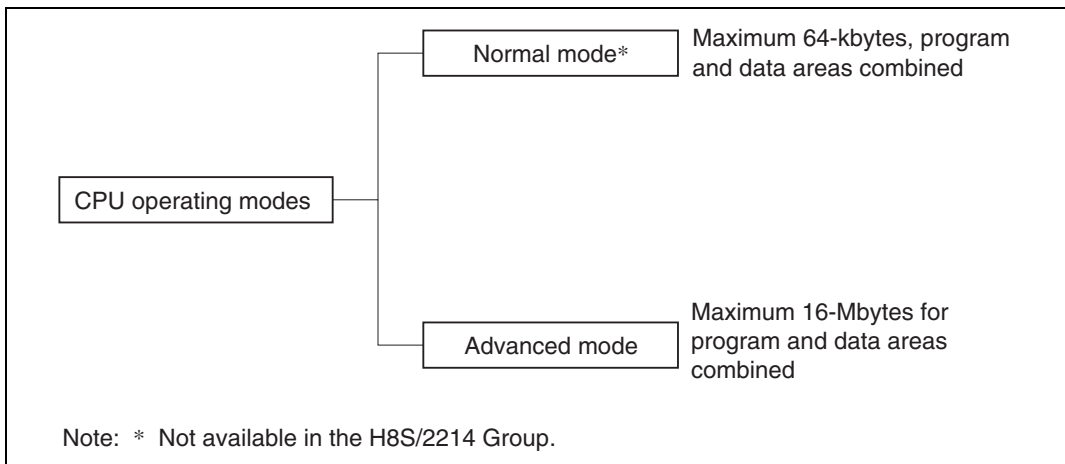 Normal mode*
Maximum 64-kbytes, program
and data areas combined
CPU operating modes
Advanced mode
Maximum 16-Mbytes for
program and data areas
combined
Note: * Not available in the H8S/2214 Group.